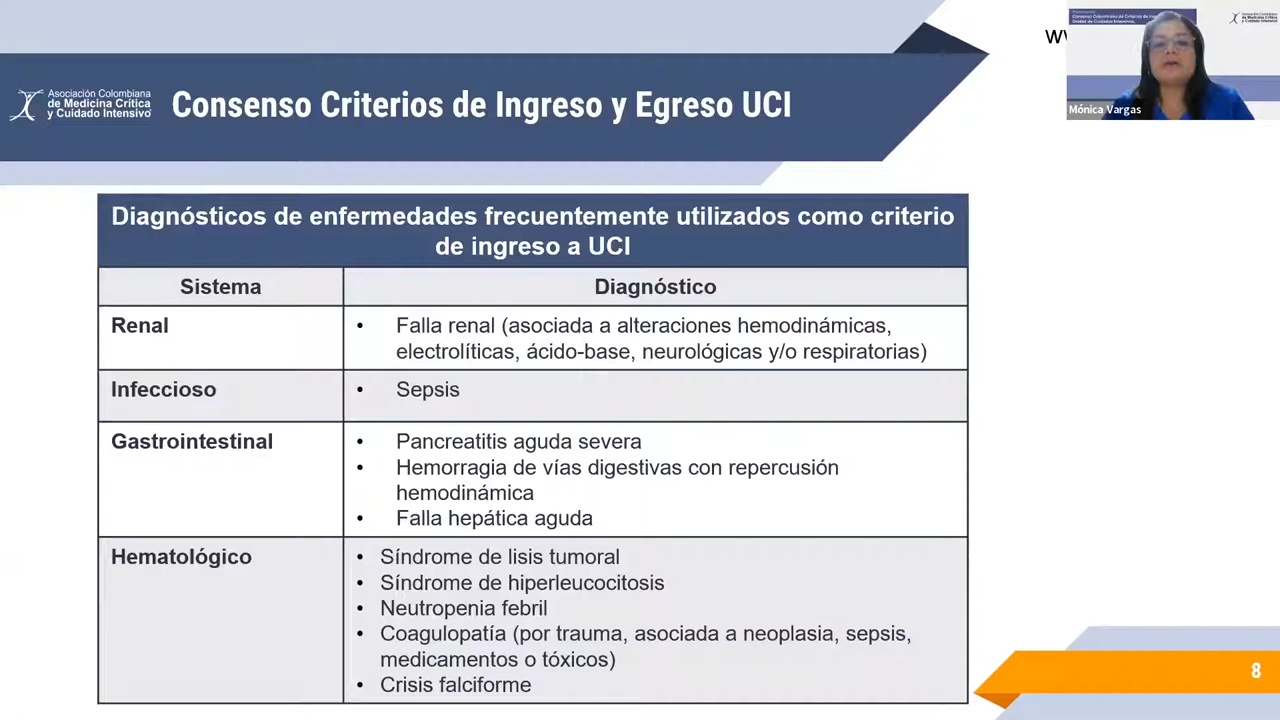 Asociación Colombiana
de Medicina Crítica
y Cuidado Intensivo
Consenso Criterios de Ingreso y Egreso UCI
Mónica Vargas
Diagnósticos de enfermedades frecuentemente utilizados como criterio
de ingreso a UCI
Sistema
Diagnóstico
Renal
• Falla renal (asociada a alteraciones hemodinámicas,
electrolíticas, ácido-base, neurológicas y/o respiratorias)
Infeccioso
• Sepsis
Gastrointestinal
• Pancreatitis aguda severa
• Hemorragia de vías digestivas con repercusión
hemodinámica
• Falla hepática aguda
Hematológico
• Síndrome de lisis tumoral
• Síndrome de hiperleucocitosis
• Neutropenia febril
• Coagulopatía (por trauma, asociada a neoplasia, sepsis,
medicamentos o tóxicos)
• Crisis falciforme
8